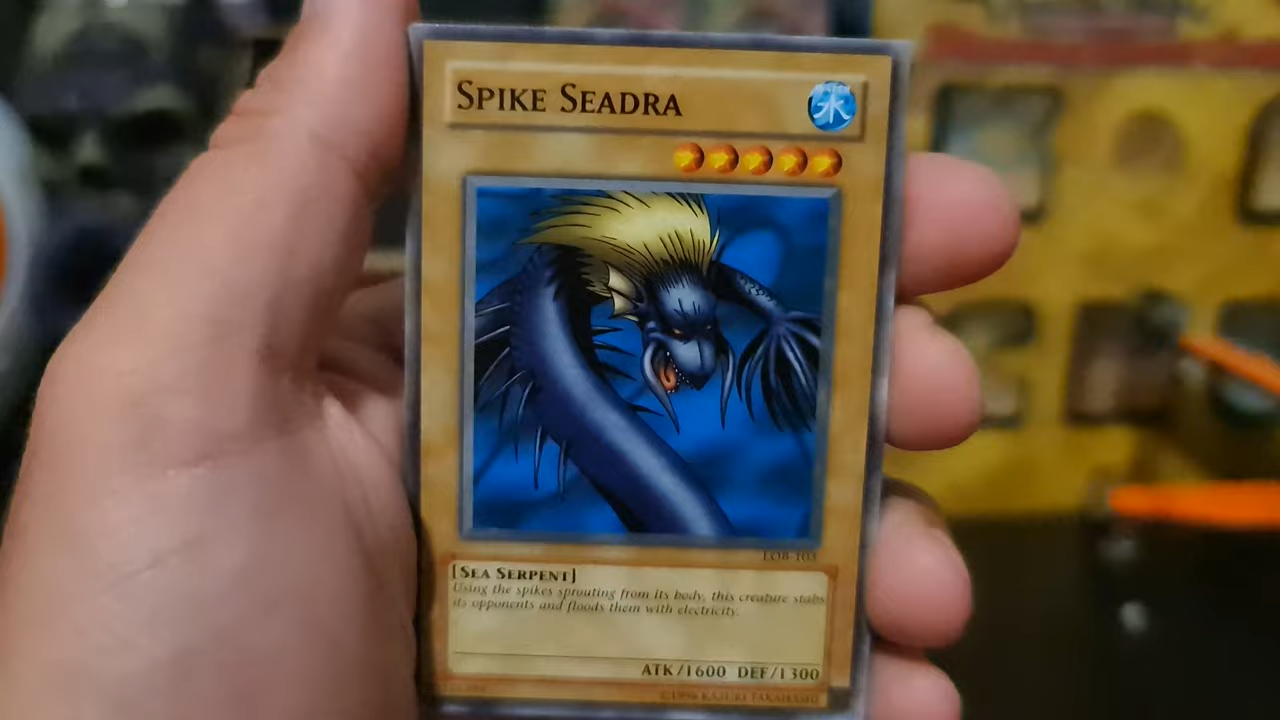 SPIKE SEADRA
水
LOB-103
[SEA SERPENT]
Using the spikes sprouting from its body, this creature stabs
its opponents and floods them with electricity.
ATK/1600 DEF/1300
©1996 KAZUKI TAKAHASHI